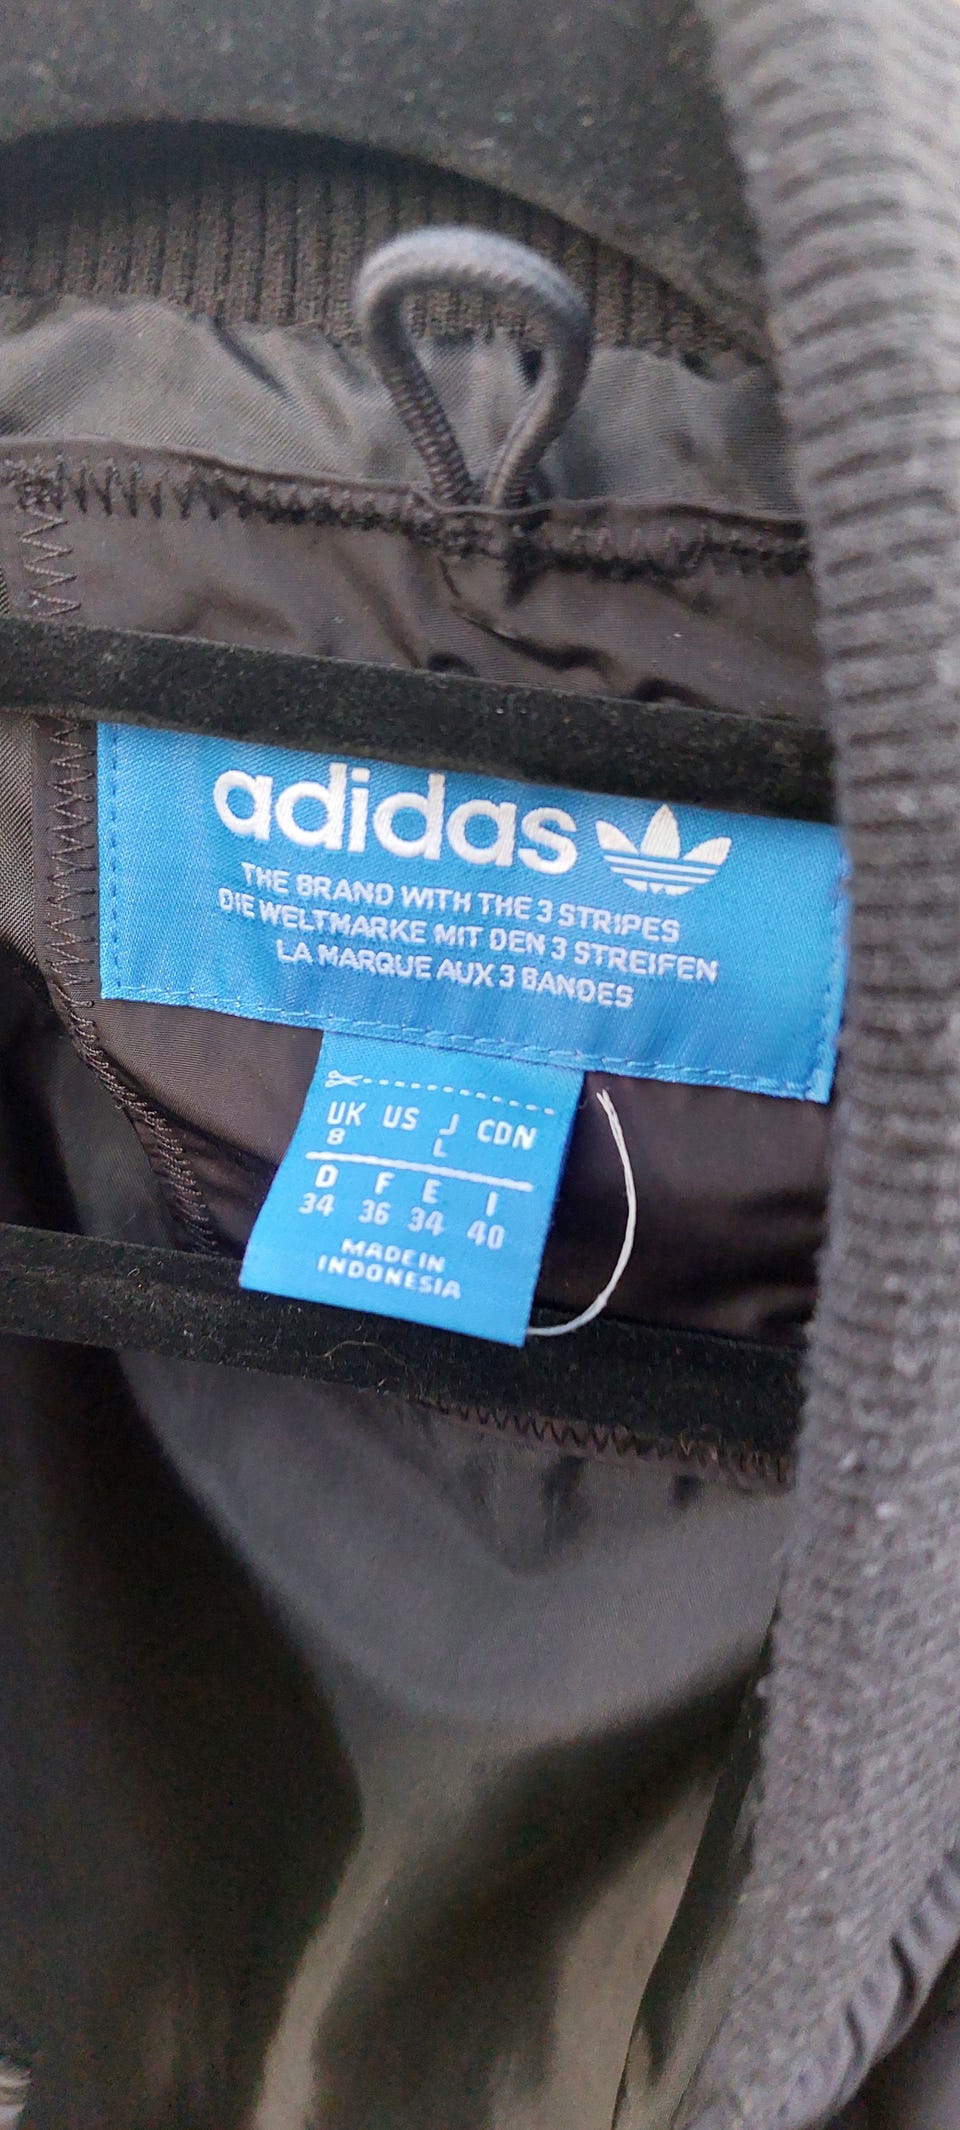 adidas
THE BRAND WITH THE 3 STRIPES
DIE WELTMARKE MIT DEN 3 STREIFEN
LA MARQUE AUX 3 BANDES
UK US J CDN
8 L
D F E I
34 36 34 40
MADE IN
INDONESIA